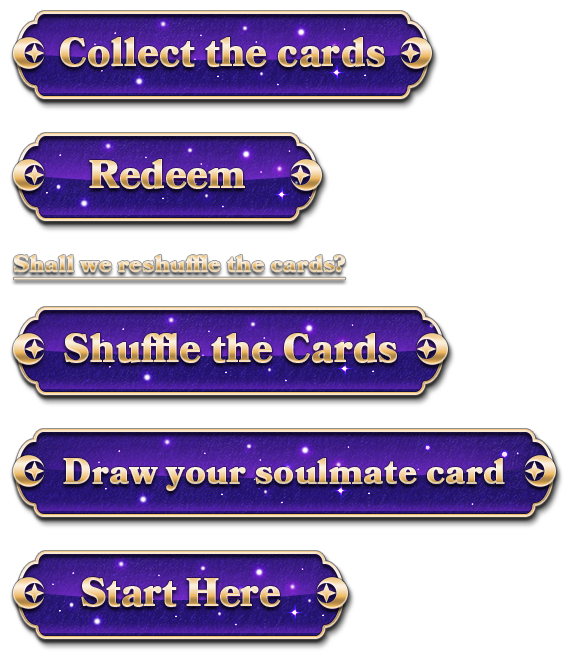 Collect the cards
Redeem
Shall we reshuffle the cards?
Shuffle the Cards
Draw your soulmate card
Start Here